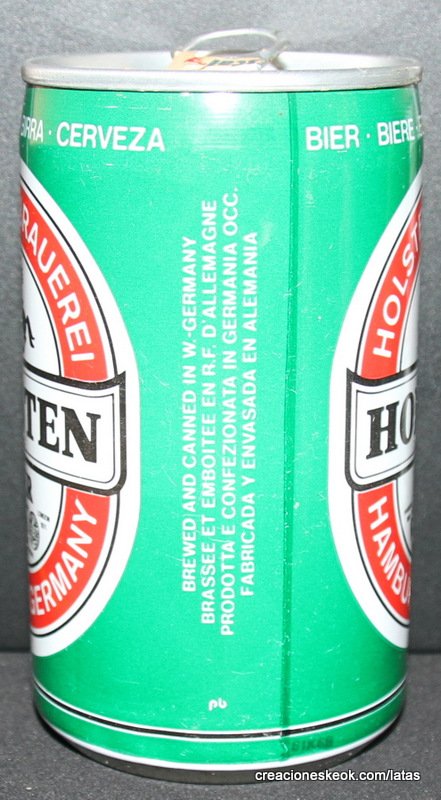 BIRRA · CERVEZA
BIER · BIERE
BRAUEREI
TEN
GERMANY
BREWED AND CANNED IN W.-GERMANY
BRASSEE ET EMBOITEE EN R.F. D'ALLEMAGNE
PRODOTTA E CONFEZIONATA IN GERMANIA OCC.
FABRICADA Y ENVASADA EN ALEMANIA
HOLST
HO
HAMBU
creacioneskeok.com/latas